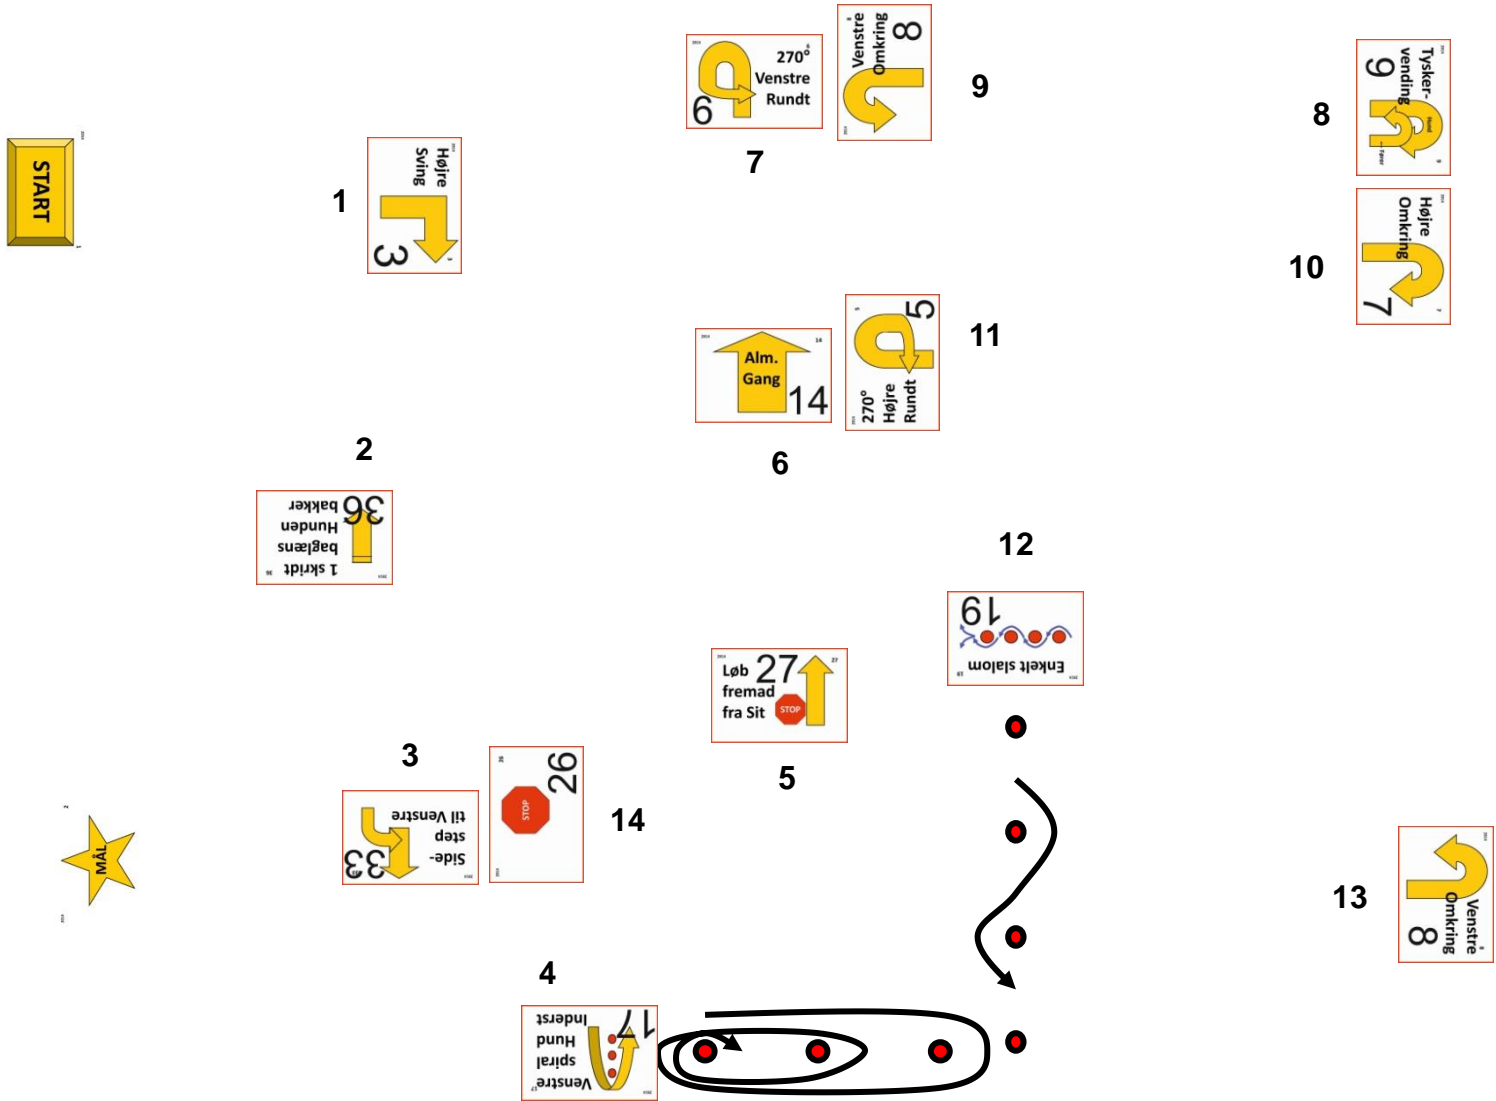 START
1
Højre
Sving
3
2
36
1 skridt
baglæns
Hunden
bakker
3
Side-
step
til Venstre
33
4
Venstre
spiral
Hund
Inderst
17
5
Løb
fremad
fra Sit
27
STOP
6
Alm.
Gang
14
7
270°
Venstre
Rundt
6
8
Tysker-
vending
9
Hund
9
Venstre
Omkring
8
10
Højre
Omkring
7
11
270°
Højre
Rundt
5
12
Enkelt slalom
19
13
Venstre
Omkring
8
14
STOP
26
MÅL